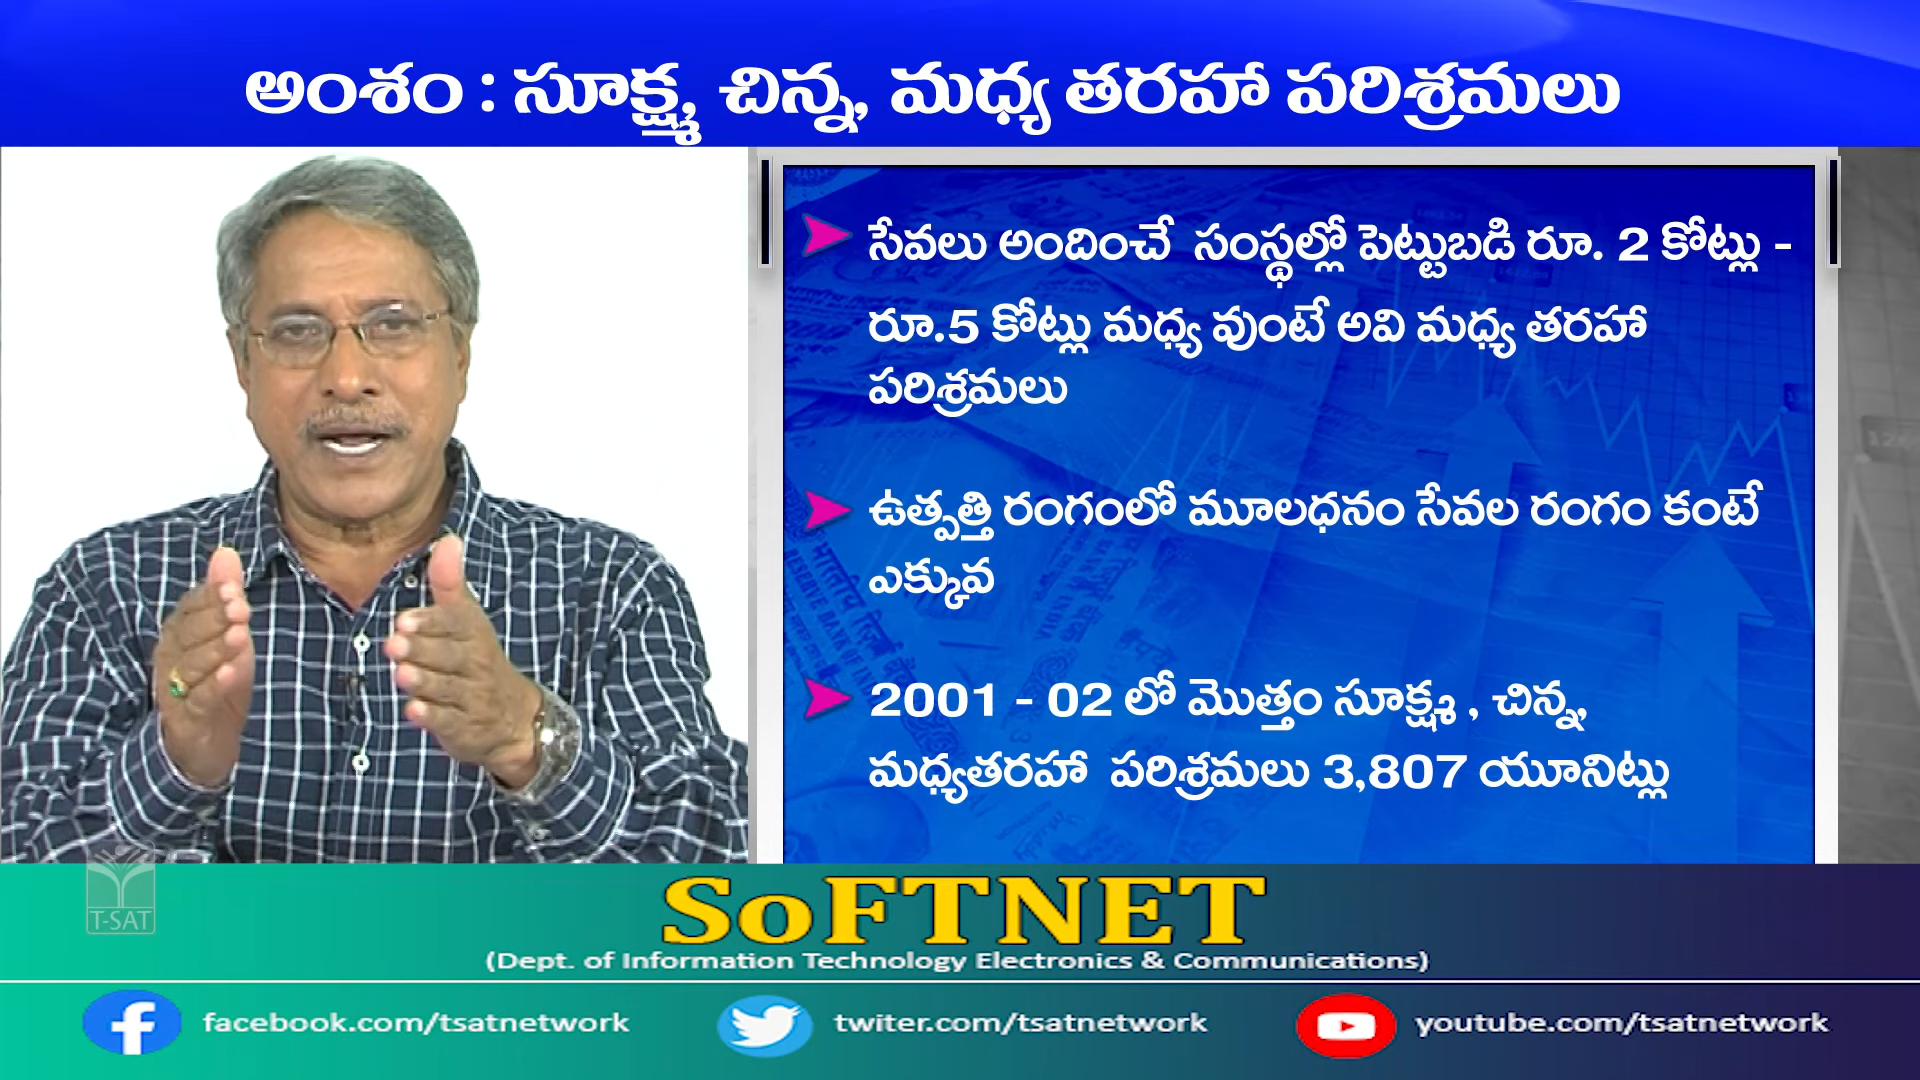 అంశం : సూక్ష్మ చిన్న, మధ్య తరహా పరిశ్రమలు
సేవలు అందించే సంస్థల్లో పెట్టుబడి రూ. 2 కోట్లు -
రూ.5 కోట్లు మధ్య వుంటే అవి మధ్య తరహా
పరిశ్రమలు
ఉత్పత్తి రంగంలో మూలధనం సేవల రంగం కంటే
ఎక్కువ
2001 - 02 లో మొత్తం సూక్ష్మ , చిన్న,
మధ్యతరహా పరిశ్రమలు 3,807 యూనిట్లు
T-SAT
SoFTNET
(Dept. of Information Technology Electronics & Communications)
facebook.com/tsatnetwork
twiter.com/tsatnetwork
youtube.com/tsatnetwork